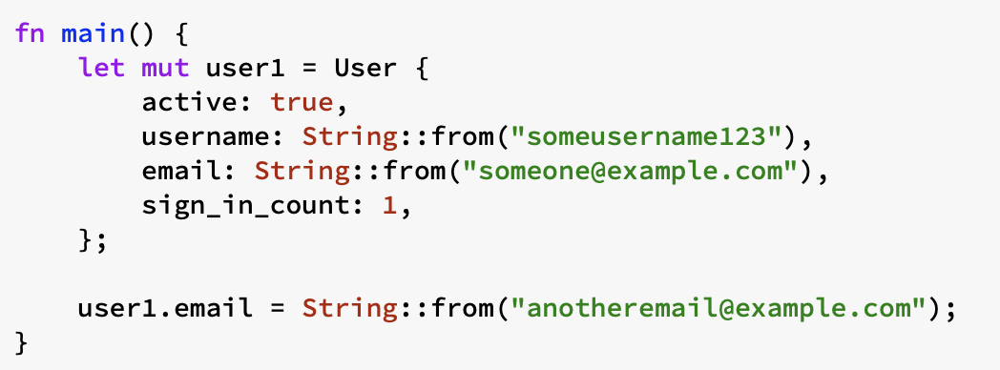 fn main() {
    let mut user1 = User {
        active: true,
        username: String::from("someusername123"),
        email: String::from("someone@example.com"),
        sign_in_count: 1,
    };

    user1.email = String::from("anotheremail@example.com");
}